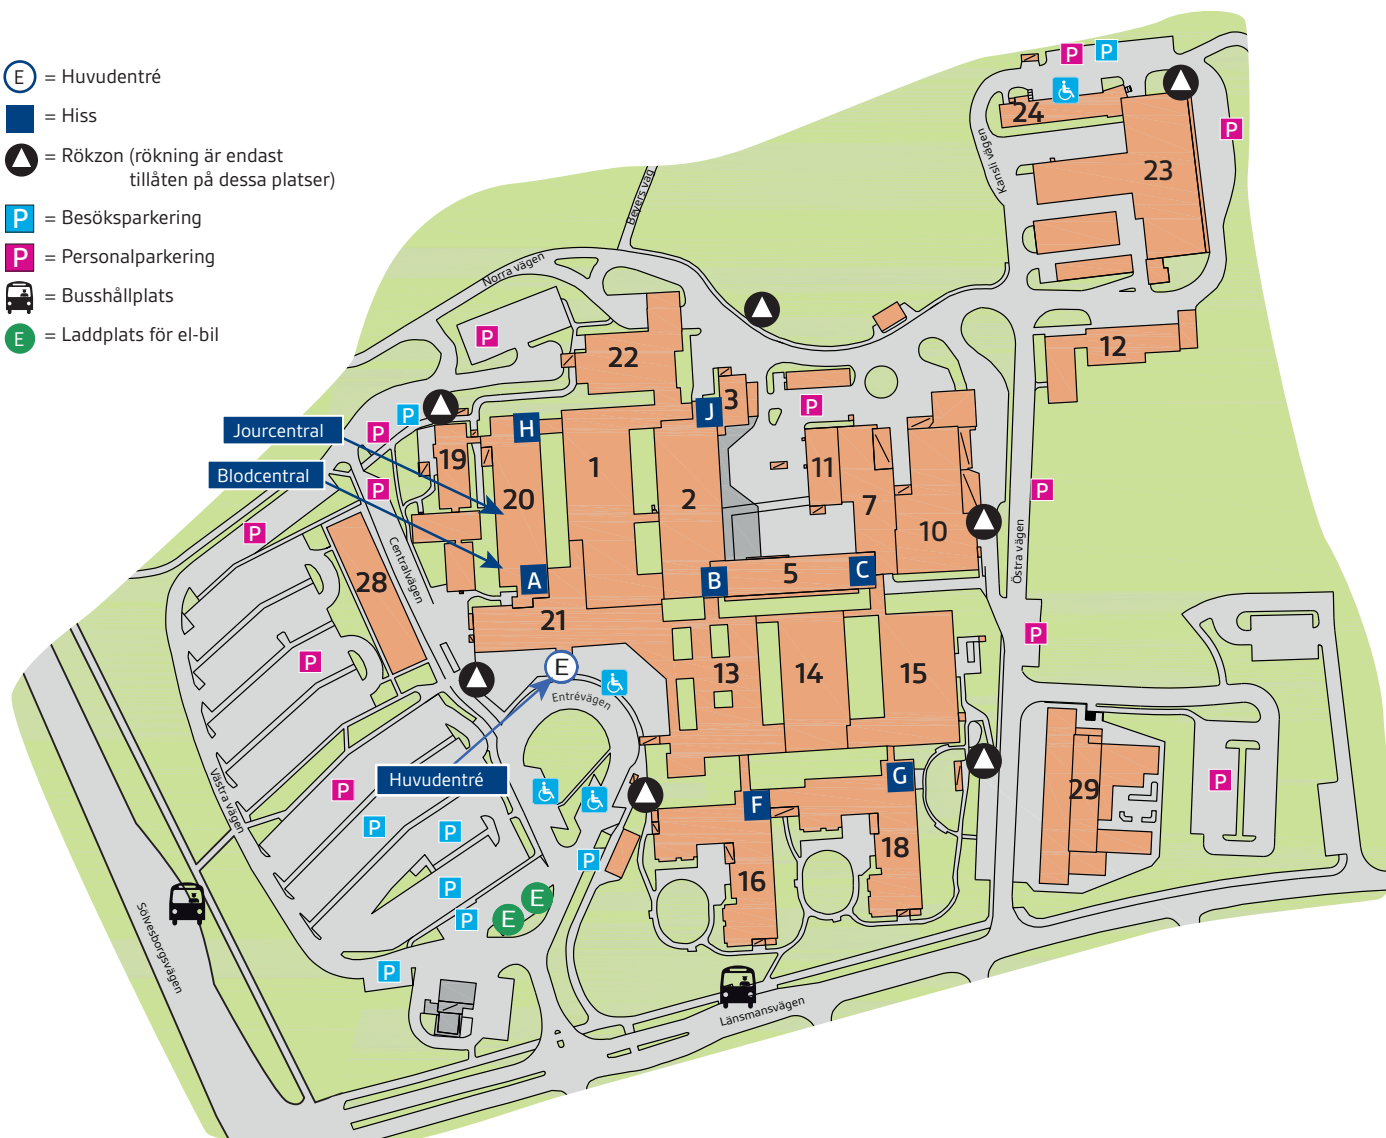 E = Huvudentré
= Hiss
= Rökzon (rökning är endast
tillåten på dessa platser)
P = Besöksparkering
P = Personalparkering
= Busshållplats
E = Laddplats för el-bil
P P
24
P
23
Kansli vägen
Beyers väg
Norra vägen
P
22
12
3
J
P
P
H
Jourcentral
P
19
1
11
Blodcentral
P
20
2
7
P
10
P
Centralvägen
Östra vägen
28
A
B
5
C
21
P
P
E
13
14
15
Entrévägen
Huvudentré
P
G
29
P
Västra vägen
F
P
P
18
P
16
P
E
E
P
P
Sölvesborgsvägen
Länsmansvägen